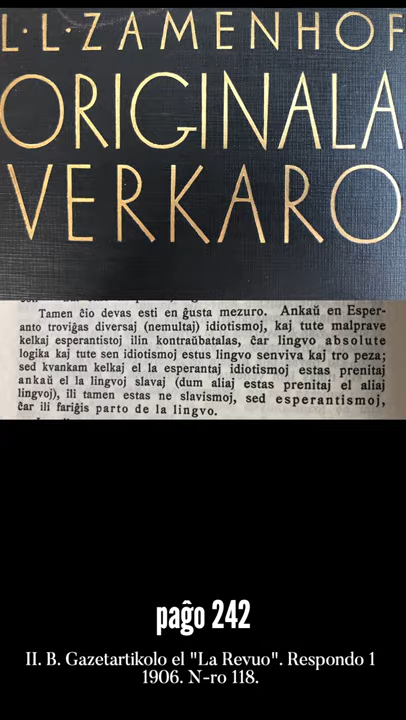 L·L·ZAMENHOF
ORIGINALA
VERKARO
Tamen ĉio devas esti en ĝusta mezuro. Ankaŭ en Esper-
anto troviĝas diversaj (nemultaj) idiotismoj, kaj tute malprave
kelkaj esperantistoj ilin kontraŭbatalas, ĉar lingvo absolute
logika kaj tute sen idiotismoj estus lingvo senviva kaj tro peza;
sed kvankam kelkaj el la esperantaj idiotismoj estas prenitaj
ankaŭ el la lingvoj slavaj (dum aliaj estas prenitaj el aliaj
lingvoj), ili tamen estas ne slavismoj, sed esperantismoj,
ĉar ili fariĝis parto de la lingvo.
paĝo 242
II. B. Gazetartikolo el "La Revuo". Respondo 1
1906. N-ro 118.